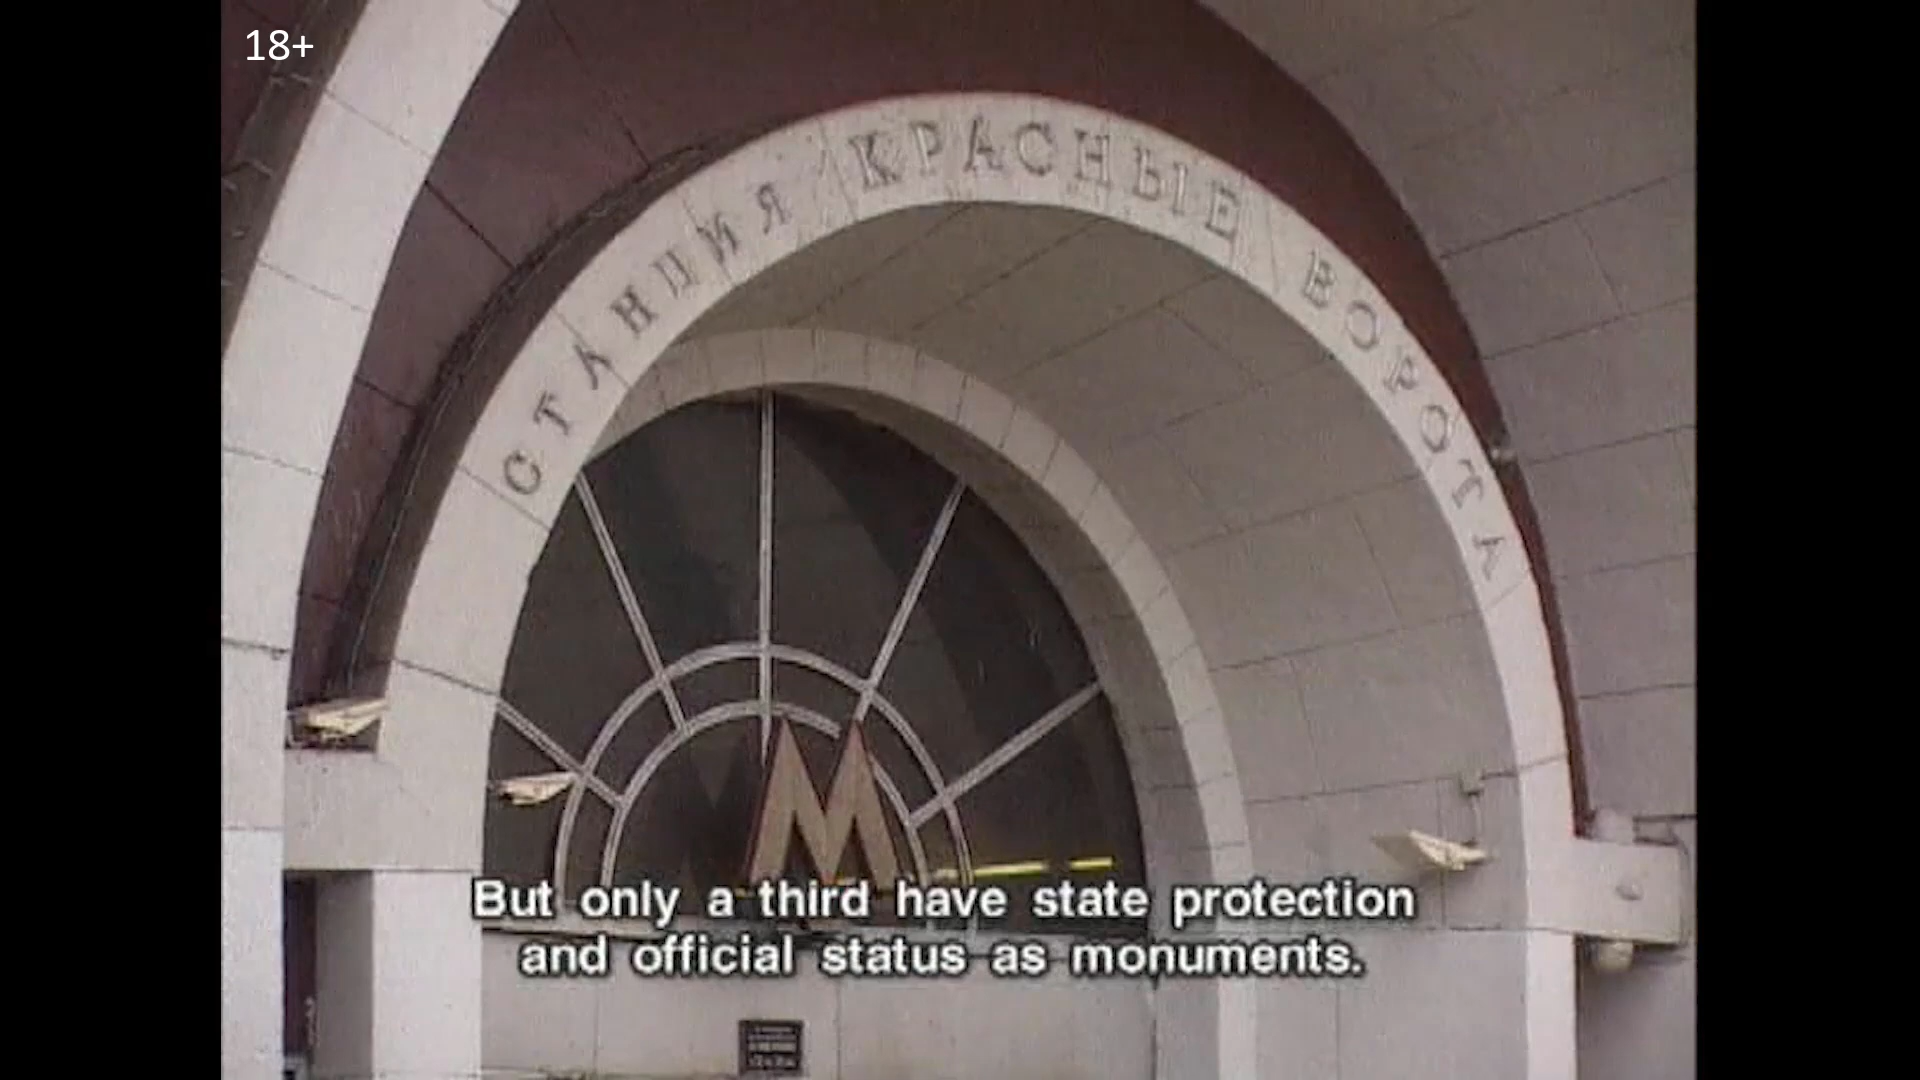 18+
СТАНЦИЯ КРАСНЫЕ ВОРОТА
М
But only a third have state protection
and official status as monuments.